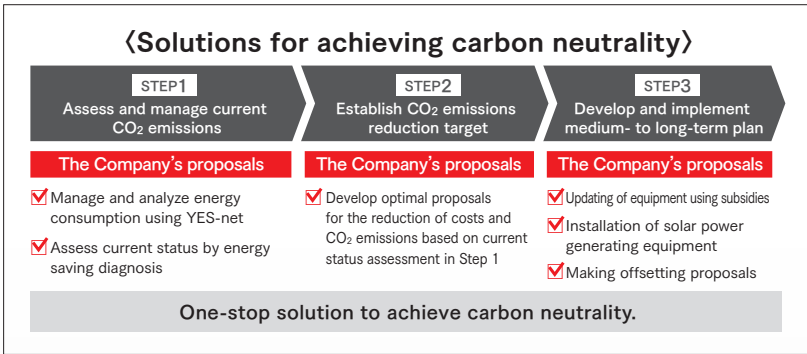 〈Solutions for achieving carbon neutrality〉
STEP1
Assess and manage current
CO₂ emissions
STEP2
Establish CO₂ emissions
reduction target
STEP3
Develop and implement
medium- to long-term plan
The Company's proposals
Manage and analyze energy
consumption using YES-net
Assess current status by energy
saving diagnosis
The Company's proposals
Develop optimal proposals
for the reduction of costs and
CO₂ emissions based on current
status assessment in Step 1
The Company's proposals
Updating of equipment using subsidies
Installation of solar power
generating equipment
Making offsetting proposals
One-stop solution to achieve carbon neutrality.